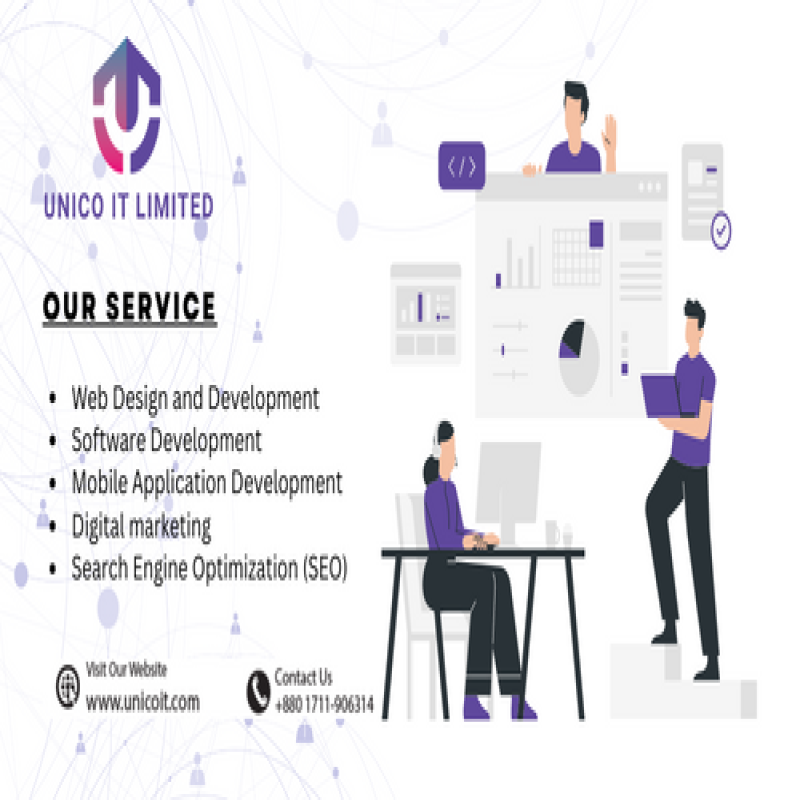 UNICO IT LIMITED
OUR SERVICE
• Web Design and Development
• Software Development
• Mobile Application Development
• Digital marketing
• Search Engine Optimization (SEO)
Visit Our Website
www.unicoit.com
Contact Us
+880 1711-906314
</>